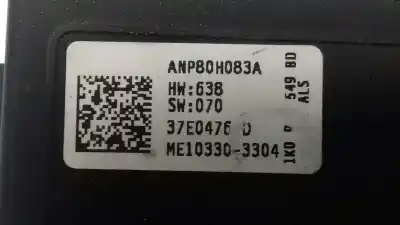 ANP80H083A
HW:638
SW:070
37E0476 D
ME10330-3304
549 BD
ALS
1K0 P